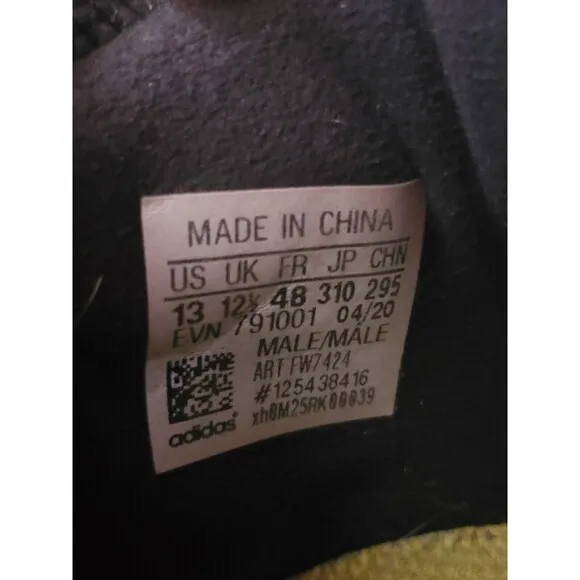 MADE IN CHINA
US UK FR JP CHN
13 12½ 48 310 295
EVN 791001 04/20
MALE/MÂLE
ART FW7424
#125438416
xh0M25RK00039
adidas